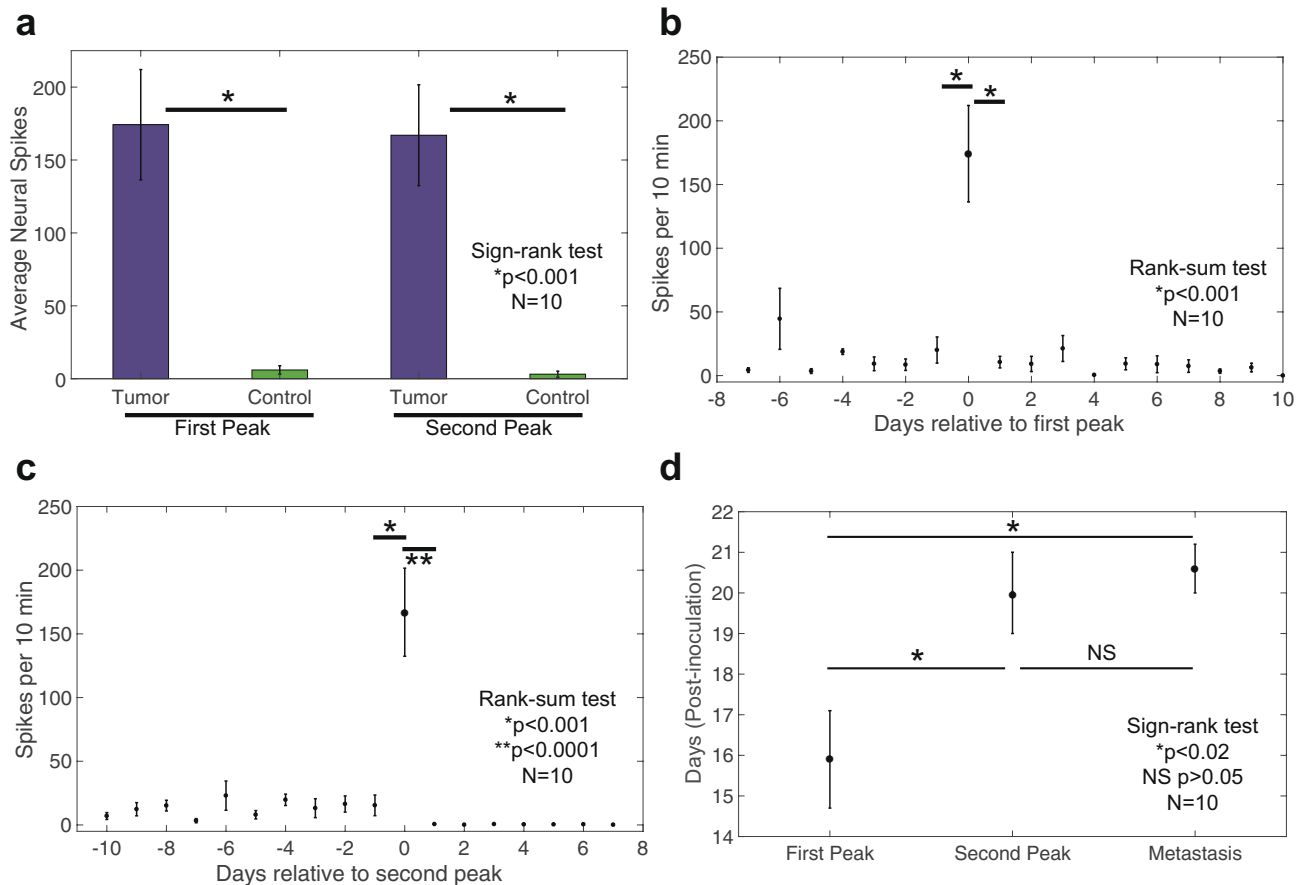 a
Average Neural Spikes
200
150
100
50
0
*
*
Sign-rank test
*p<0.001
N=10
Tumor Control Tumor Control
First Peak Second Peak
b
Spikes per 10 min
250
200
150
100
50
0
*
*
Rank-sum test
*p<0.001
N=10
-8 -6 -4 -2 0 2 4 6 8 10
Days relative to first peak
c
Spikes per 10 min
250
200
150
100
50
0
*
**
Rank-sum test
*p<0.001
**p<0.0001
N=10
-10 -8 -6 -4 -2 0 2 4 6 8
Days relative to second peak
d
Days (Post-inoculation)
22
21
20
19
18
17
16
15
14
*
*
NS
Sign-rank test
*p<0.02
NS p>0.05
N=10
First Peak Second Peak Metastasis